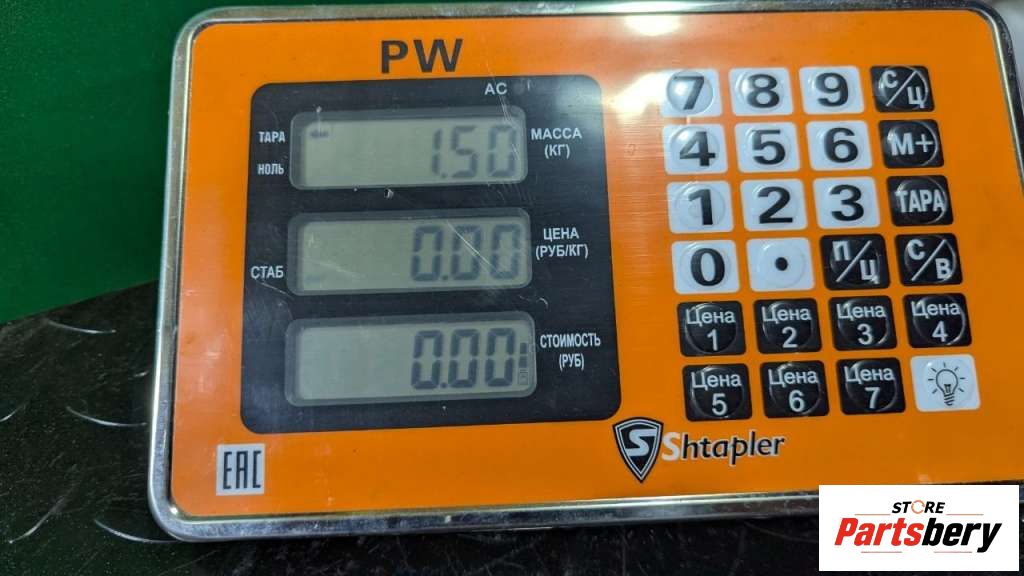 PW
AC
ТАРА
НОЛЬ
1.50
МАССА
(КГ)
СТАБ
0.00
ЦЕНА
(РУБ/КГ)
0.00
СТОИМОСТЬ
(РУБ)
7 8 9 С/Ц
4 5 6 М+
1 2 3 ТАРА
0 . П/Ц С/В
Цена 1 Цена 2 Цена 3 Цена 4
Цена 5 Цена 6 Цена 7
S Shtapler
EAC
STORE
Partsbery